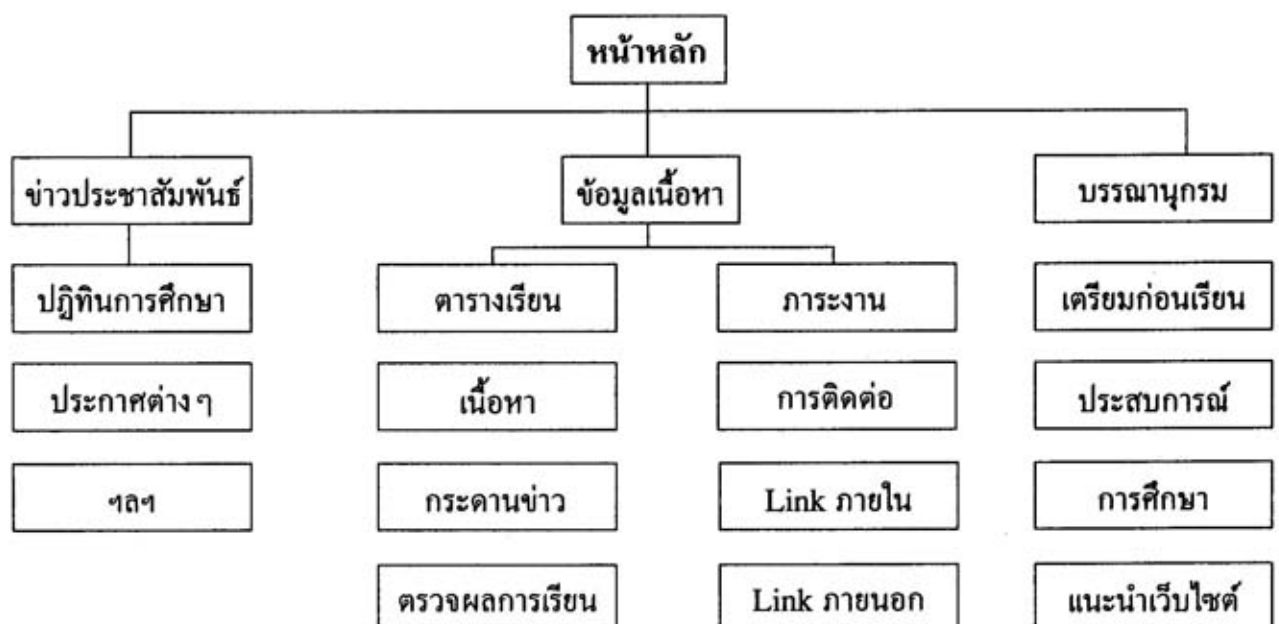 หน้าหลัก
ข่าวประชาสัมพันธ์ ข้อมูลเนื้อหา บรรณานุกรม
ปฎิทินการศึกษา ตารางเรียน ภาระงาน เตรียมก่อนเรียน
ประกาศต่าง ๆ เนื้อหา การติดต่อ ประสบการณ์
ฯลฯ กระดานข่าว Link ภายใน การศึกษา
ตรวจผลการเรียน Link ภายนอก แนะนำเว็บไซต์